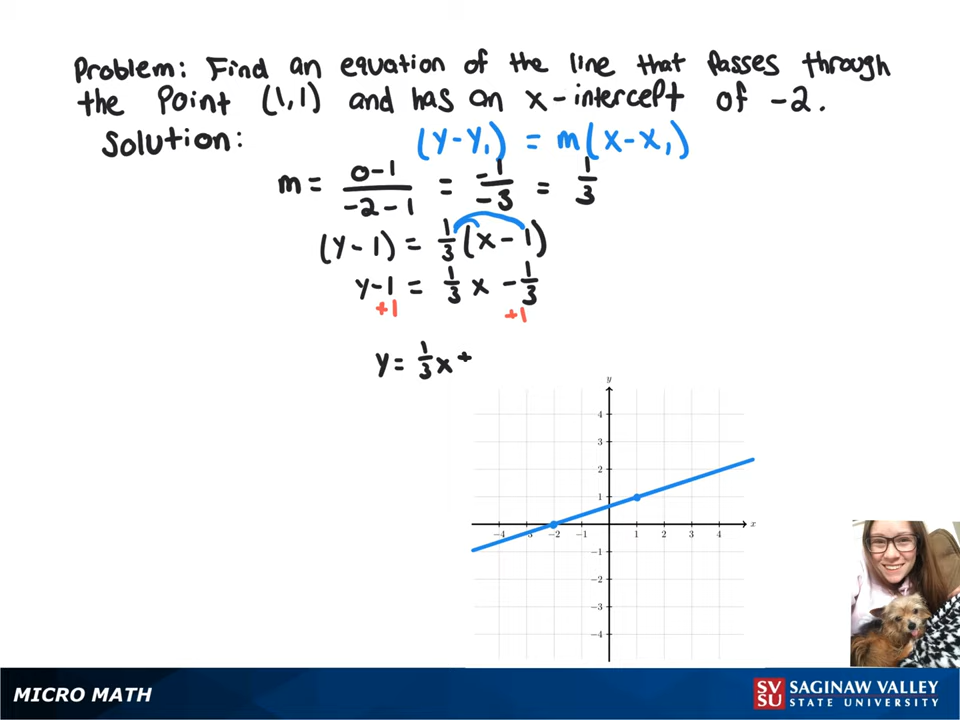 Problem: Find an equation of the line that passes through
the point (1,1) and has an x-intercept of -2.
Solution: (y-y₁) = m(x-x₁)
m = 0-1/-2-1 = -1/-3 = 1/3
(y-1) = 1/3(x-1)
y-1 = 1/3x - 1/3
+1 +1
y = 1/3x +
y
4
3
2
1
-4 -2 -1 1 2 3 4 x
-1
-2
-3
-4
MICRO MATH
SV SU SAGINAW VALLEY
STATE UNIVERSITY